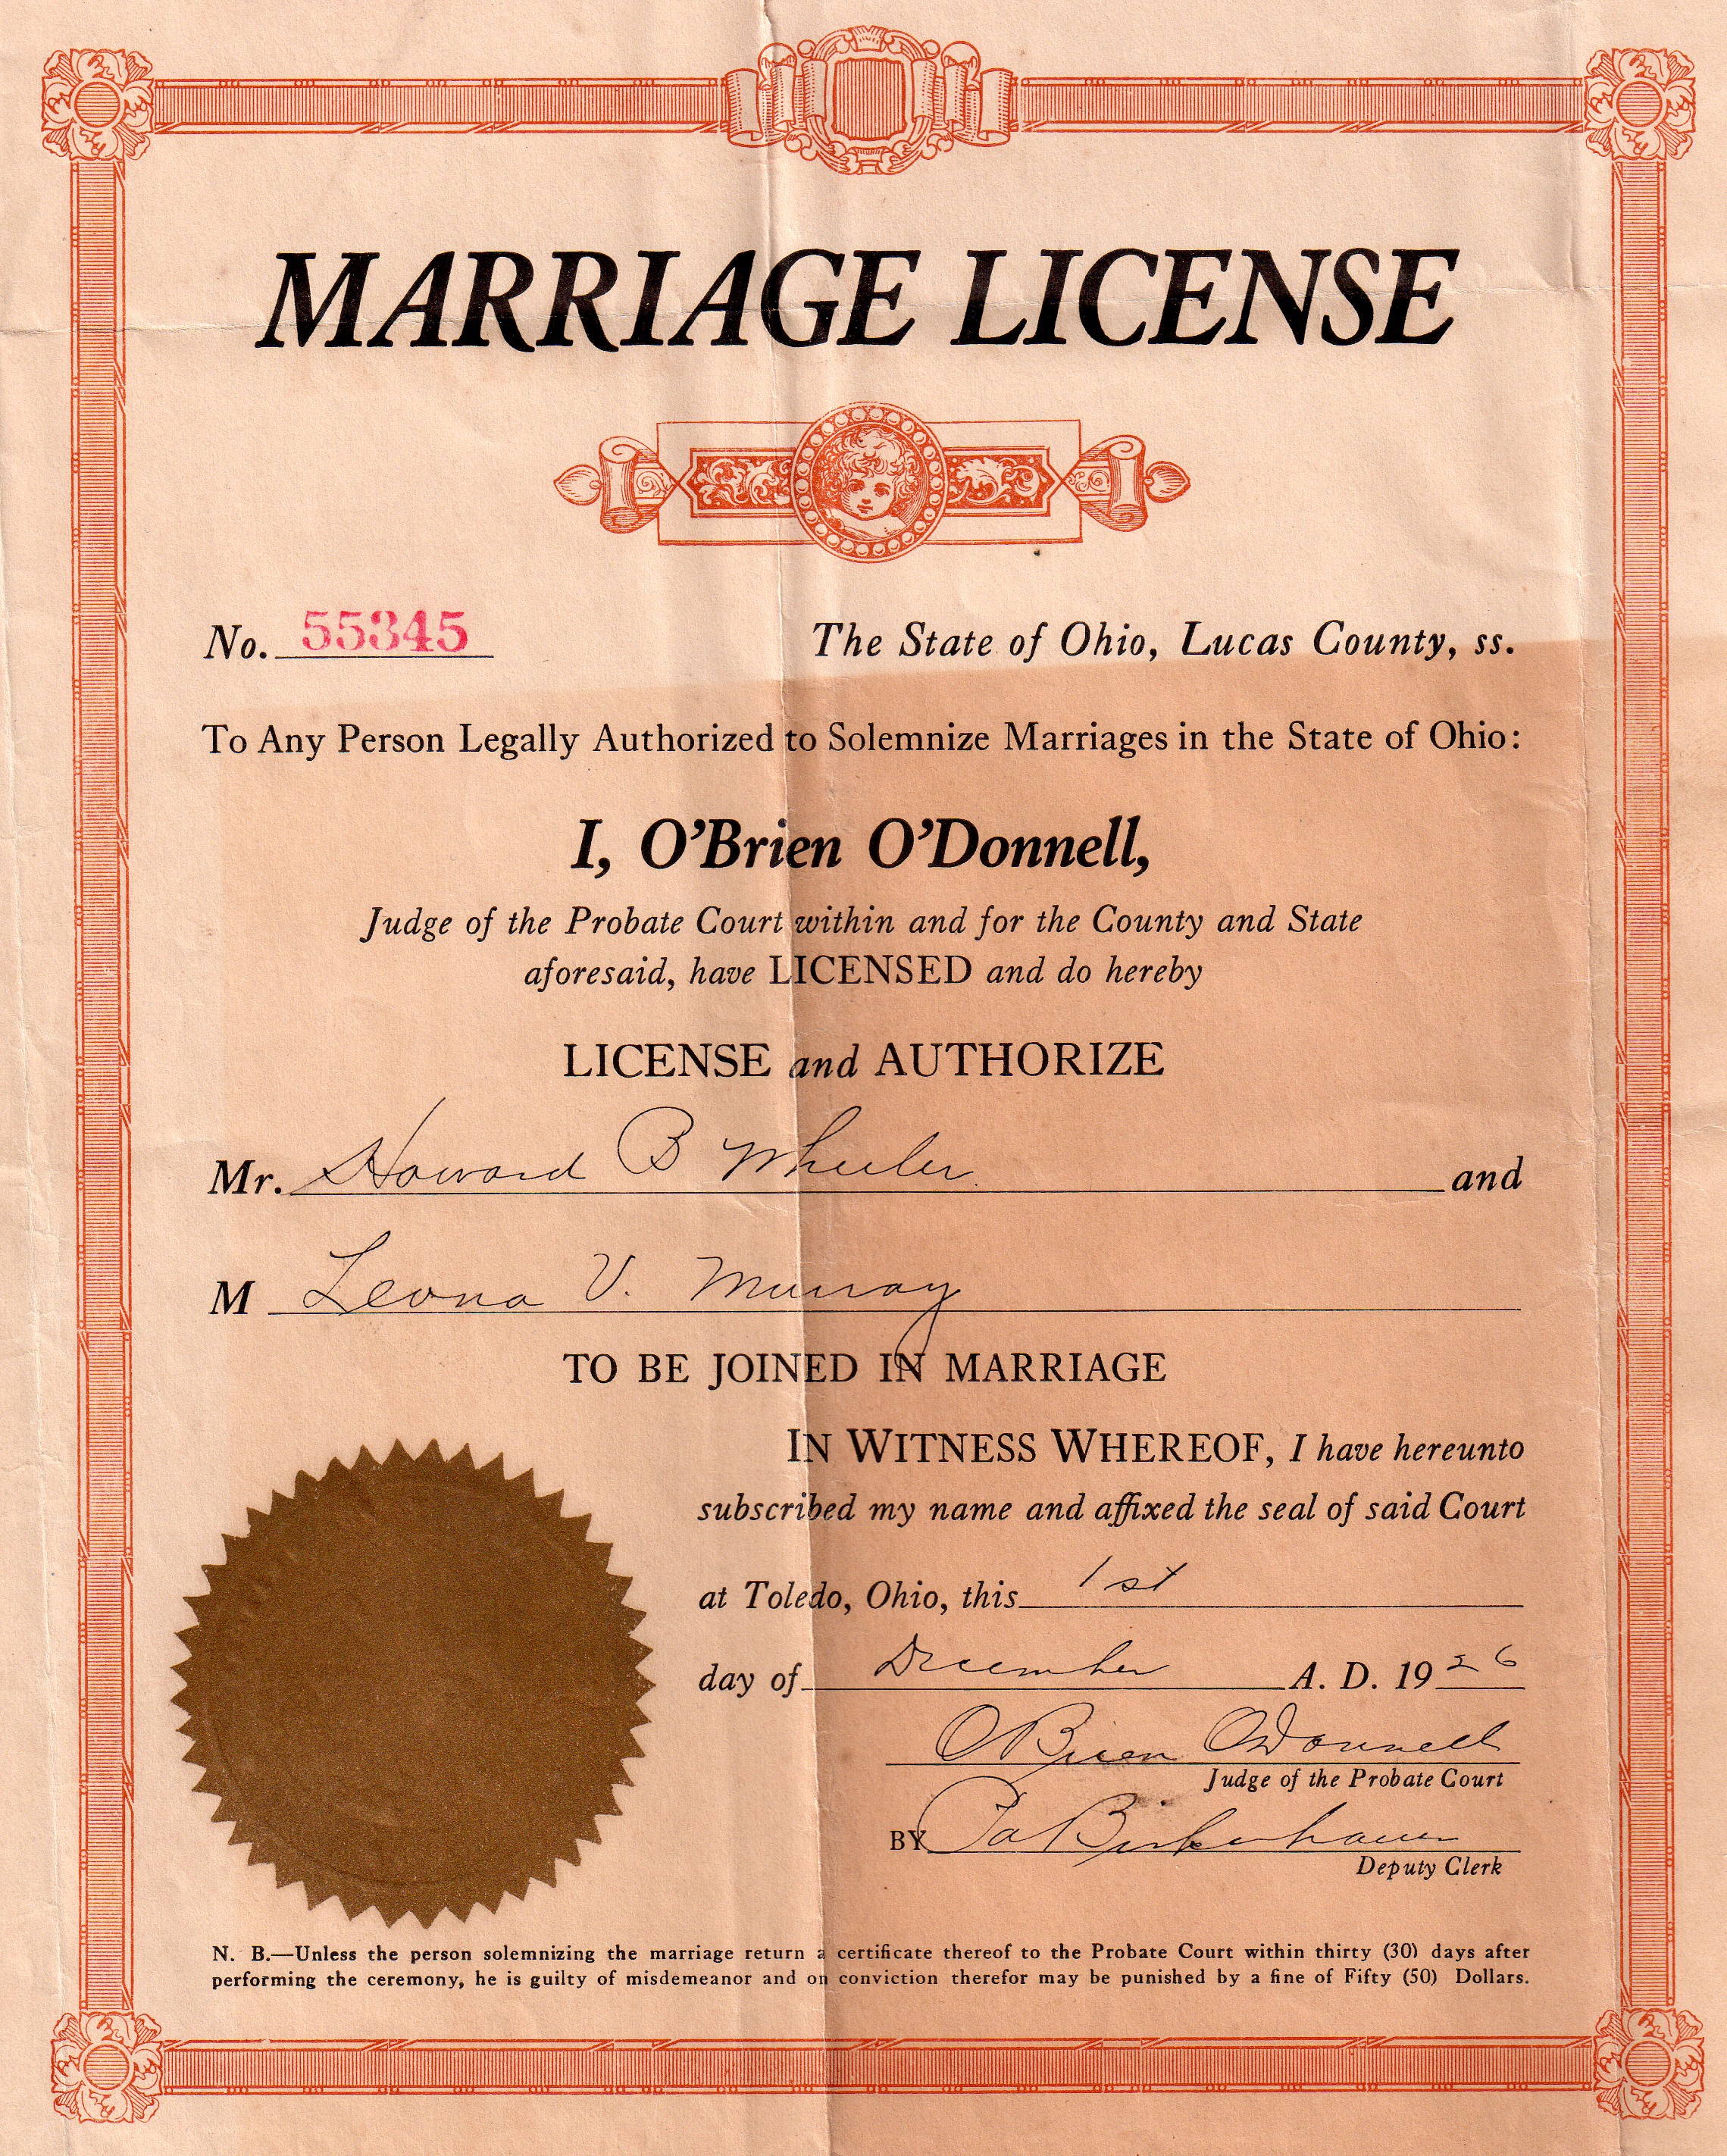 MARRIAGE LICENSE
No. 55345 The State of Ohio, Lucas County, ss.
To Any Person Legally Authorized to Solemnize Marriages in the State of Ohio:
I, O'Brien O'Donnell,
Judge of the Probate Court within and for the County and State
aforesaid, have LICENSED and do hereby
LICENSE and AUTHORIZE
Mr. Howard B Wheeler and
M Leona V. Murray
TO BE JOINED IN MARRIAGE
IN WITNESS WHEREOF, I have hereunto
subscribed my name and affixed the seal of said Court
at Toledo, Ohio, this 1st
day of December A. D. 1926
O'Brien O'Donnell
Judge of the Probate Court
BY
Deputy Clerk
N. B.—Unless the person solemnizing the marriage return a certificate thereof to the Probate Court within thirty (30) days after
performing the ceremony, he is guilty of misdemeanor and on conviction therefor may be punished by a fine of Fifty (50) Dollars.